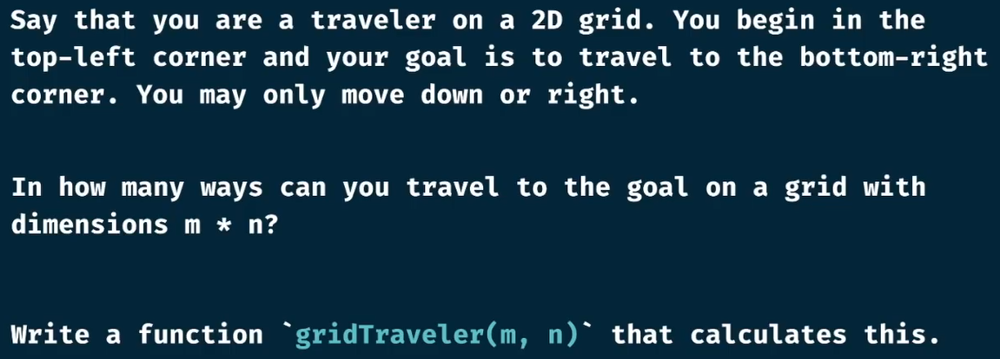 Say that you are a traveler on a 2D grid. You begin in the
top-left corner and your goal is to travel to the bottom-right
corner. You may only move down or right.
In how many ways can you travel to the goal on a grid with
dimensions m * n?
Write a function `gridTraveler(m, n)` that calculates this.